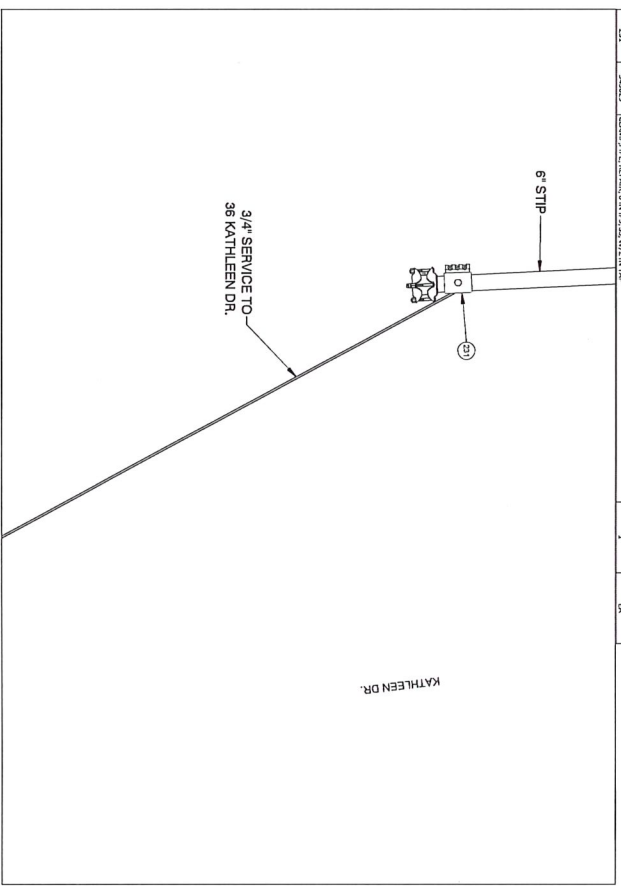 6" STIP
231
3/4" SERVICE TO
36 KATHLEEN DR.
KATHLEEN DR.